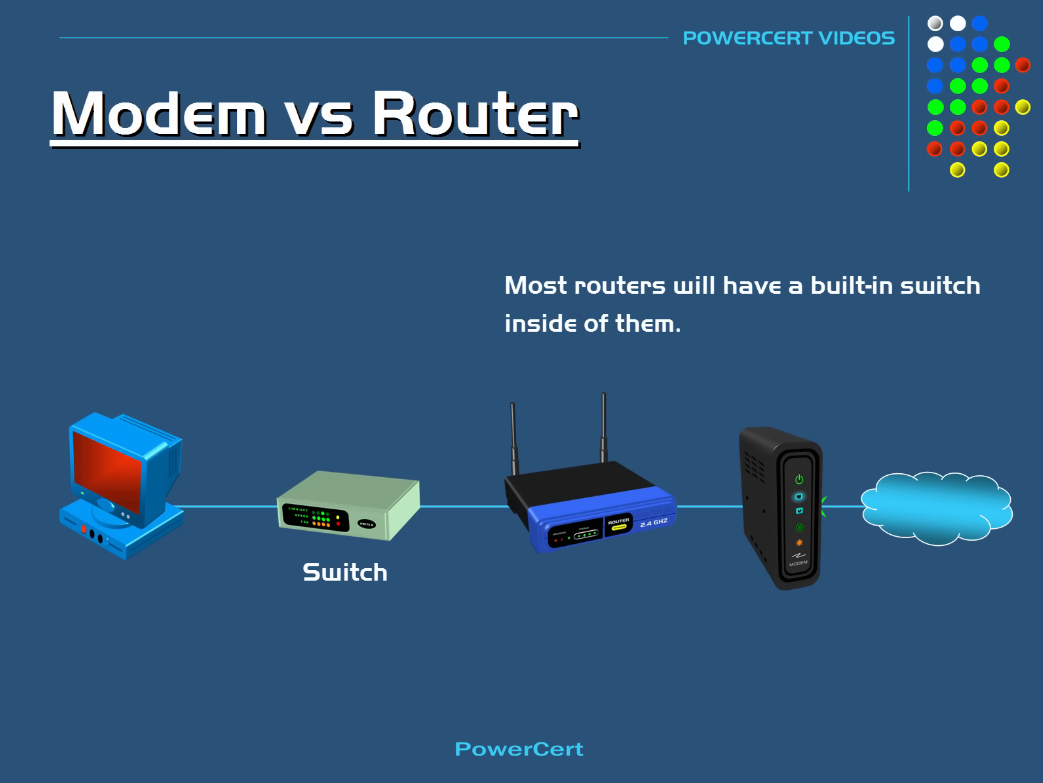 POWERCERT VIDEOS
Modem vs Router
Most routers will have a built-in switch
inside of them.
ROUTER
2.4 GHZ
MODEM
Switch
PowerCert